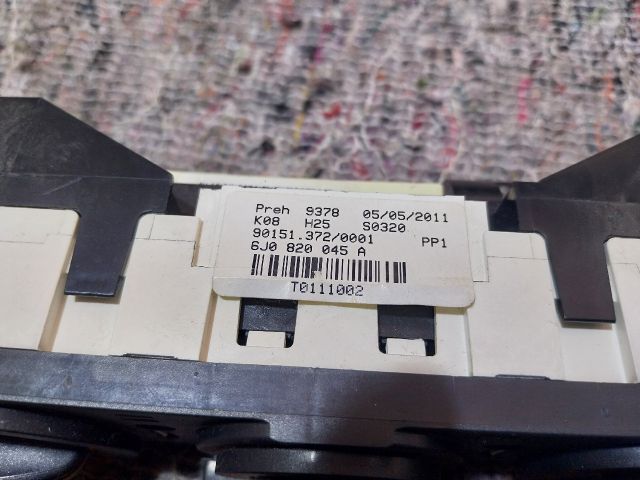 Preh 9378 05/05/2011
K08 H25 S0320
90151.372/0001 PP1
6J0 820 045 A
T0111002